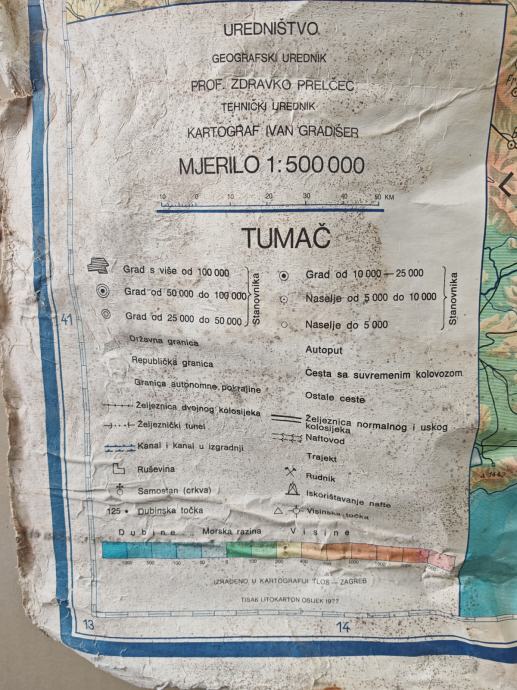 UREDNIŠTVO
GEOGRAFSKI UREDNIK
PROF. ZDRAVKO PRELČEC
TEHNIČKI UREDNIK
KARTOGRAF IVAN GRADIŠER
MJERILO 1:500 000
10 0 10 20 30 40 50 KM
TUMAČ
Grad s više od 100 000
Grad od 50 000 do 100 000
Grad od 25 000 do 50 000
Stanovnika
Grad od 10 000—25 000
Naselje od 5 000 do 10 000
Naselje do 5 000
Stanovnika
Državna granica
Republička granica
Granica autonomne pokrajine
Željeznica dvojnog kolosijeka
Željeznički tunel
Kanal i kanal u izgradnji
Ruševina
Samostan (crkva)
125 Dubinska točka
Autoput
Cesta sa suvremenim kolovozom
Ostale ceste
Željeznica normalnog i uskog
kolosijeka
Naftovod
Trajekt
Rudnik
Iskorištavanje nafte
Visinska točka
Dubine Morska razina Visine
IZRAĐENO U KARTOGRAFIJI TLOS — ZAGREB
TISAK LITOKARTON OSIJEK 1977
41
13
14